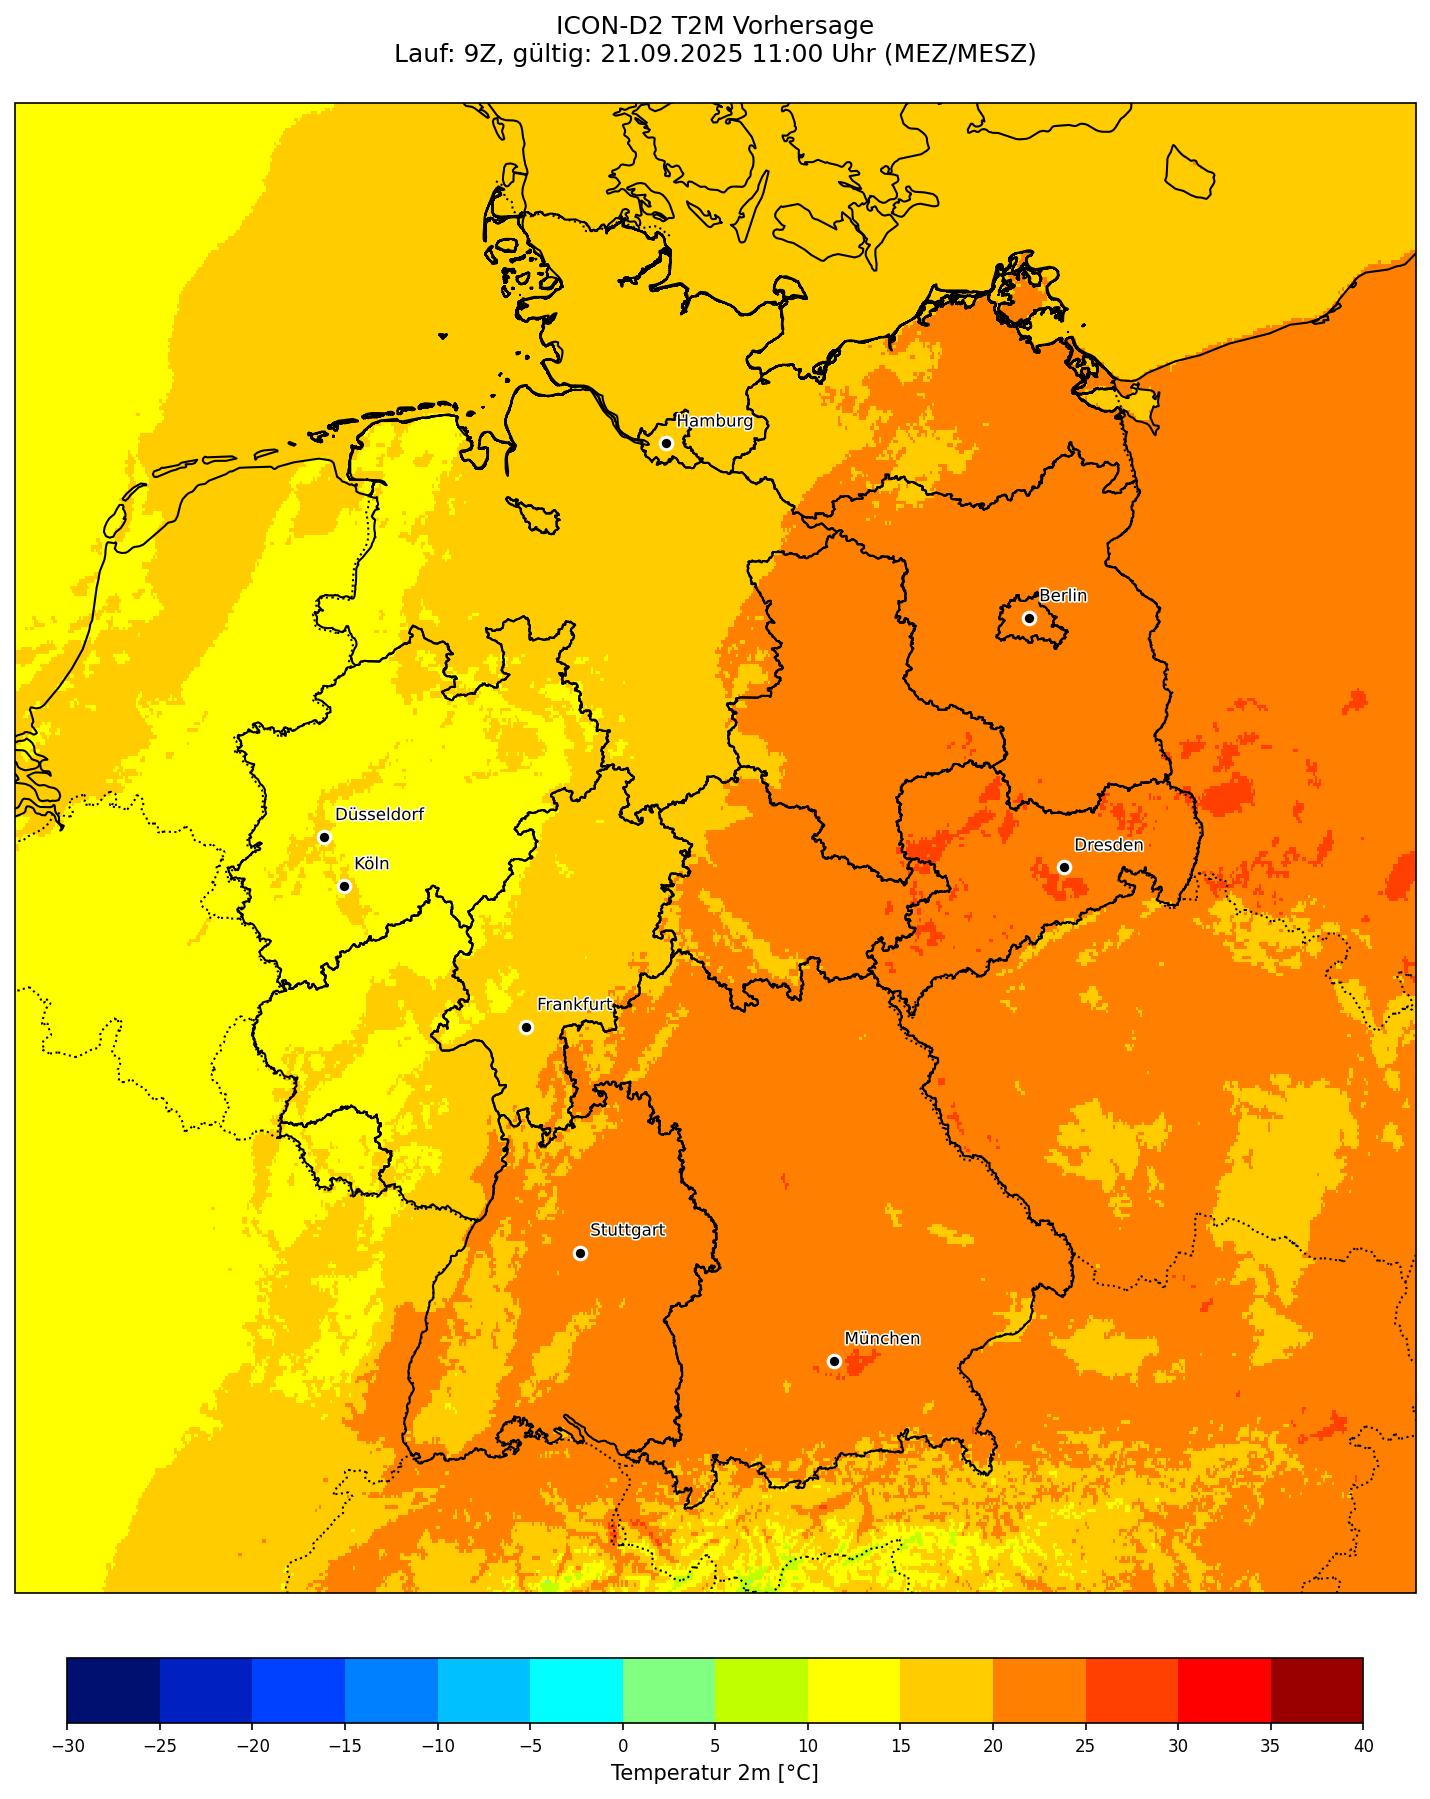 ICON-D2 T2M Vorhersage
Lauf: 9Z, gültig: 21.09.2025 11:00 Uhr (MEZ/MESZ)
Hamburg
Berlin
Düsseldorf
Dresden
Köln
Frankfurt
Stuttgart
München
−30 −25 −20 −15 −10 −5 0 5 10 15 20 25 30 35 40
Temperatur 2m [°C]